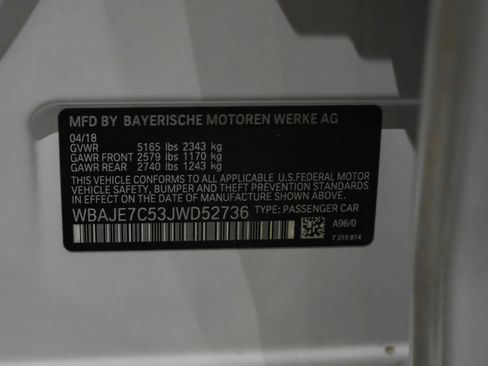 MFD BY BAYERISCHE MOTOREN WERKE AG
04/18
GVWR 5165 lbs 2343 kg
GAWR FRONT 2579 lbs 1170 kg
GAWR REAR 2740 lbs 1243 kg
THIS VEHICLE CONFORMS TO ALL APPLICABLE U.S.FEDERAL MOTOR
VEHICLE SAFETY, BUMPER AND THEFT PREVENTION STANDARDS
IN EFFECT ON THE DATE OF MANUFACTURE SHOWN ABOVE.
WBAJE7C53JWD52736 TYPE: PASSENGER CAR
A96/0
7 315 814